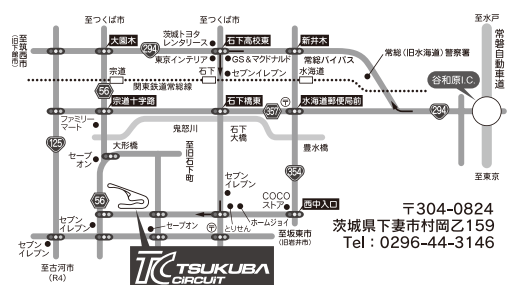 至つくば市
至つくば市
至水戸
至筑西市
(旧下館市)
大園木
294
茨城トヨタ
レンタリース
石下高校東
新井木
東京インテリア
GS&マクドナルド
セブンイレブン
常総バイパス
常総(旧水海道)警察署
常磐自動車道
谷和原I.C.
宗道
石下
水海道
関東鉄道常総線
56
宗道十字路
石下橋東
357
〒
水海道郵便局前
294
ファミリー
マート
鬼怒川
石下
大橋
豊水橋
125
大形橋
セーブ
オン
至旧石下町
354
セブン
イレブン
COCO
ストア
西中入口
至東京
56
セブン
イレブン
セーブオン
〒
とりせん
ホームジョイ
セブン
イレブン
至坂東市
(旧岩井市)
至古河市
(R4)
TC TSUKUBA
CIRCUIT
〒304-0824
茨城県下妻市村岡乙159
Tel：0296-44-3146